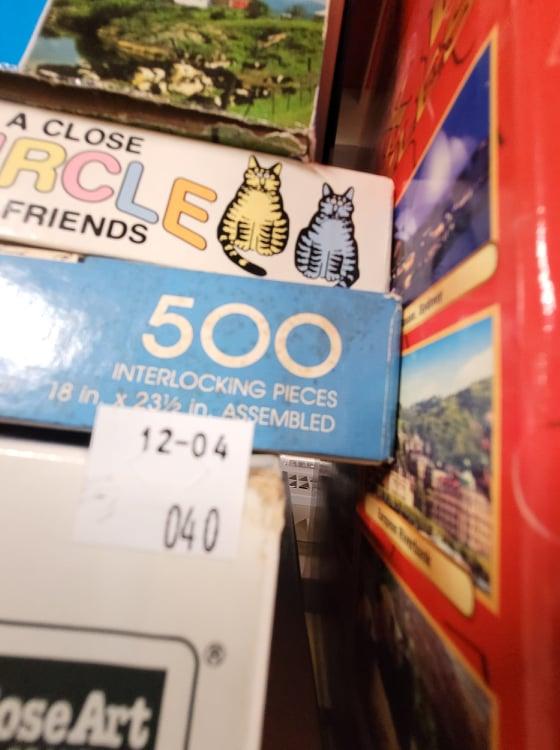 A CLOSE
RCLE
FRIENDS
500
INTERLOCKING PIECES
18 in. x 23½ in. ASSEMBLED
12-04
040
®
oseArt